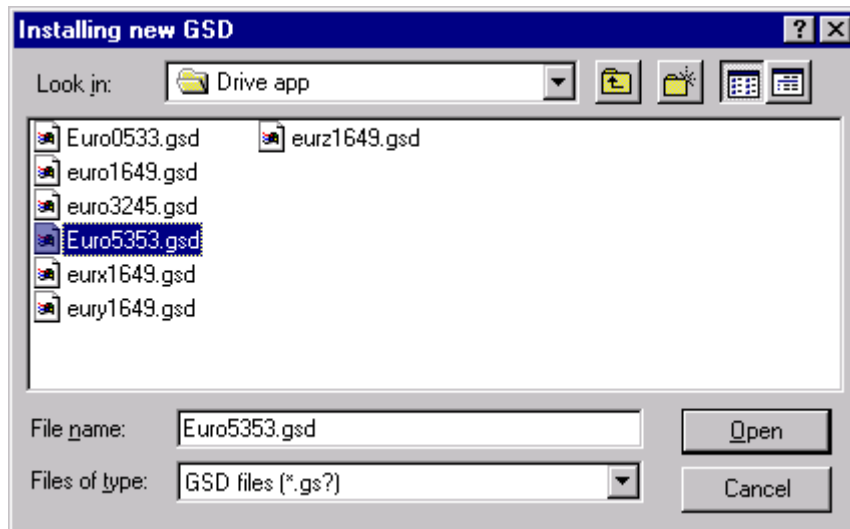 Installing new GSD
Look in: Drive app
Euro0533.gsd
euro1649.gsd
euro3245.gsd
Euro5353.gsd
eurx1649.gsd
eury1649.gsd
eurz1649.gsd
File name: Euro5353.gsd
Open
Files of type: GSD files (*.gs?)
Cancel